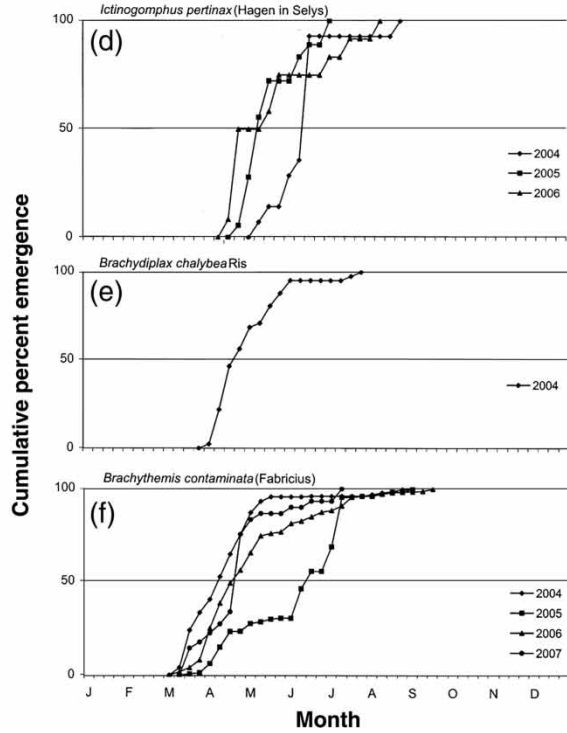 Ictinogomphus pertinax (Hagen in Selys)
(d)
100
50
0
2004
2005
2006
Brachydiplax chalybea Ris
(e)
100
50
0
2004
Brachythemis contaminata (Fabricius)
(f)
100
50
0
2004
2005
2006
2007
J F M A M J J A S O N D
Month
Cumulative percent emergence